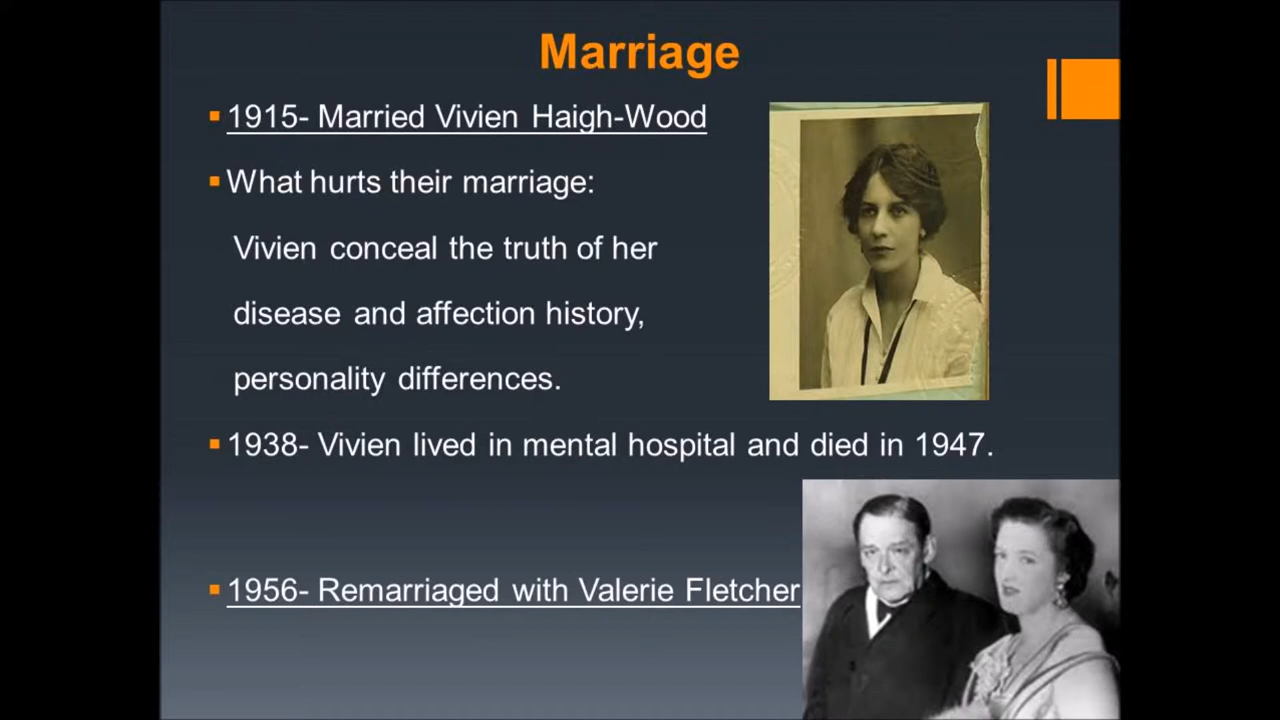 Marriage
1915- Married Vivien Haigh-Wood
What hurts their marriage:
Vivien conceal the truth of her
disease and affection history,
personality differences.
1938- Vivien lived in mental hospital and died in 1947.
1956- Remarriaged with Valerie Fletcher